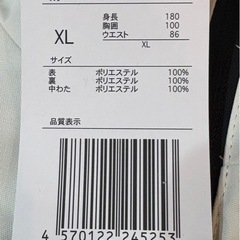 身長 180
胸囲 100
XL ウエスト 86
XL
サイズ
表 ポリエステル 100%
裏 ポリエステル 100%
中わた ポリエステル 100%
品質表示
4 570122 245253